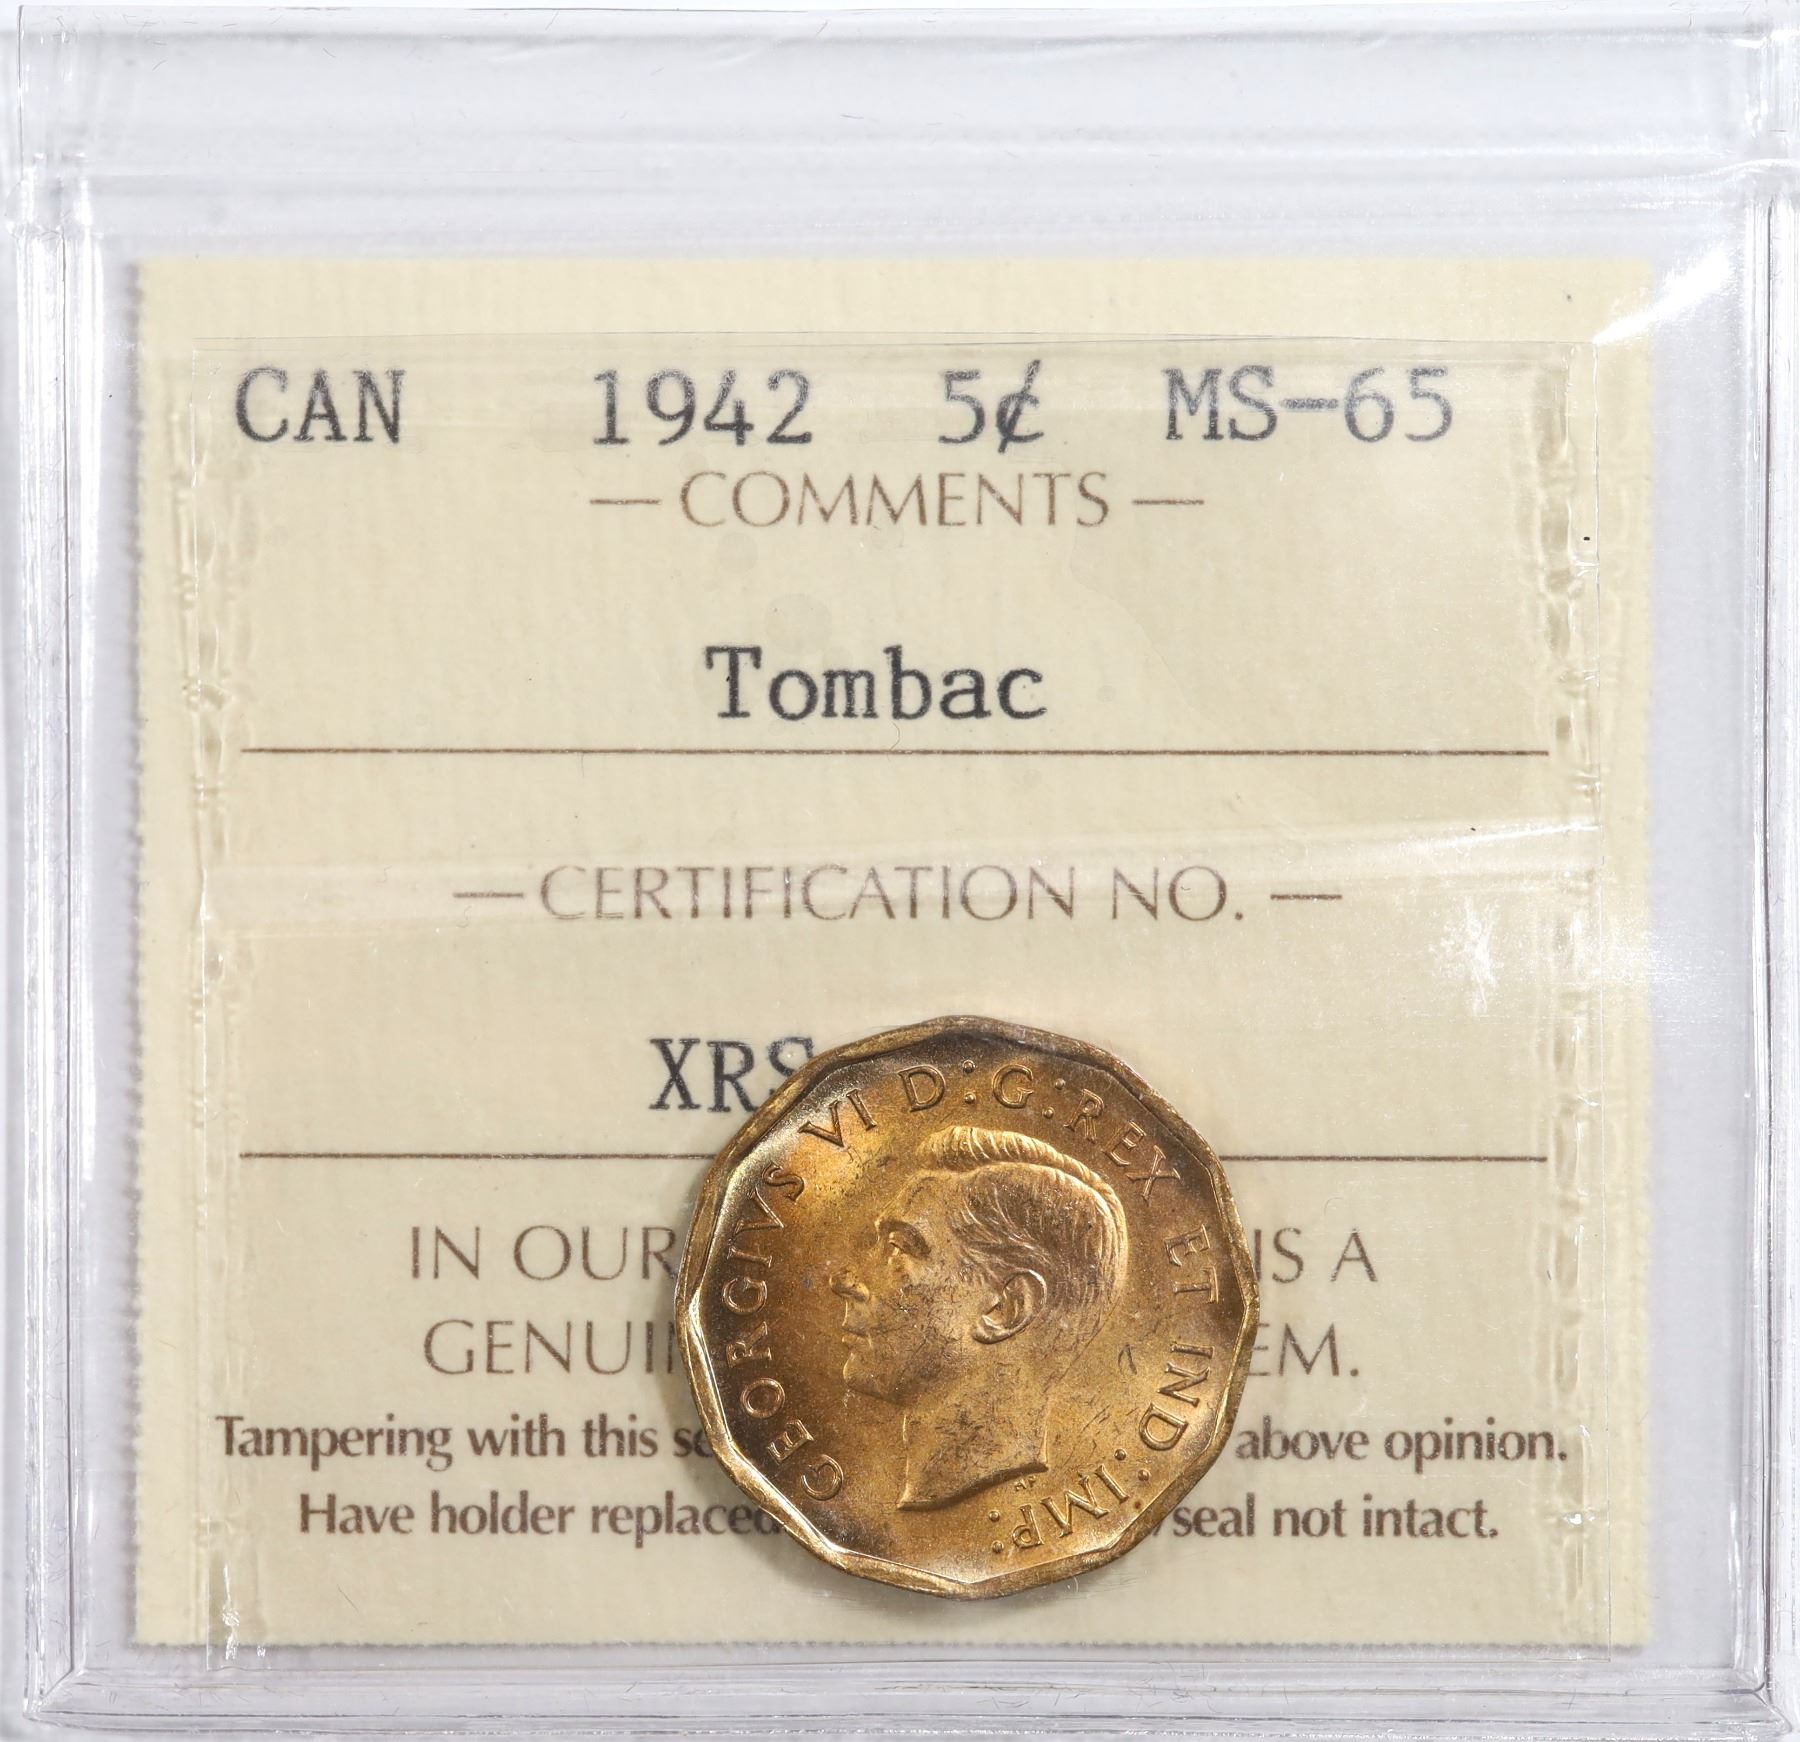 CAN 1942 5¢ MS-65
— COMMENTS —
Tombac
— CERTIFICATION NO. —
XRS
GEORGIVS VI D:G:REX ET IND:IMP:
HP
IN OUR IS A
GENUI EM.
Tampering with this se above opinion.
Have holder replaced /seal not intact.